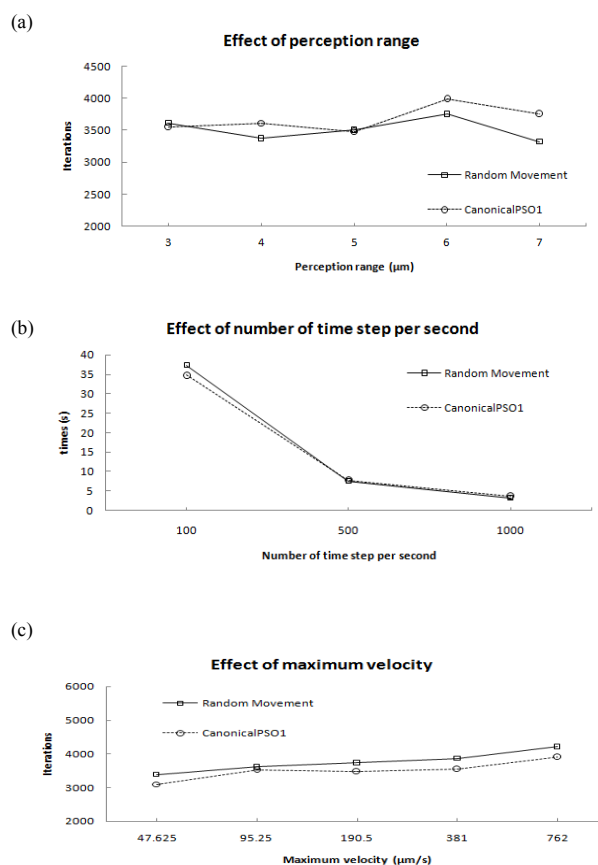 (a)
Effect of perception range
4500
4000
3500
3000
2500
2000
Iterations
Random Movement
CanonicalPSO1
3 4 5 6 7
Perception range (µm)
(b)
Effect of number of time step per second
40
35
30
25
20
15
10
5
0
times (s)
Random Movement
CanonicalPSO1
100 500 1000
Number of time step per second
(c)
Effect of maximum velocity
6000
5000
4000
3000
2000
Iterations
Random Movement
CanonicalPSO1
47.625 95.25 190.5 381 762
Maximum velocity (µm/s)